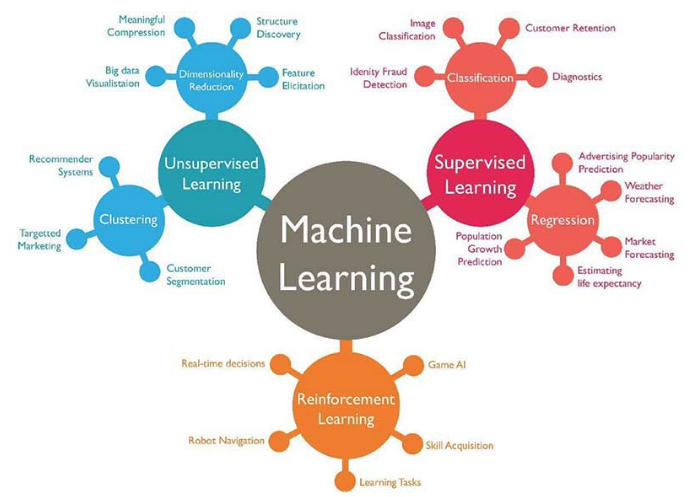 Meaningful
Compression
Structure
Discovery
Big data
Visualistaion
Dimensionality
Reduction
Feature
Elicitation
Unsupervised
Learning
Recommender
Systems
Clustering
Targetted
Marketing
Customer
Segmentation
Image
Classification
Customer Retention
Idenity Fraud
Detection
Classification
Diagnostics
Supervised
Learning
Advertising Popularity
Prediction
Weather
Forecasting
Regression
Population
Growth
Prediction
Market
Forecasting
Estimating
life expectancy
Machine
Learning
Real-time decisions
Game AI
Reinforcement
Learning
Robot Navigation
Skill Acquisition
Learning Tasks